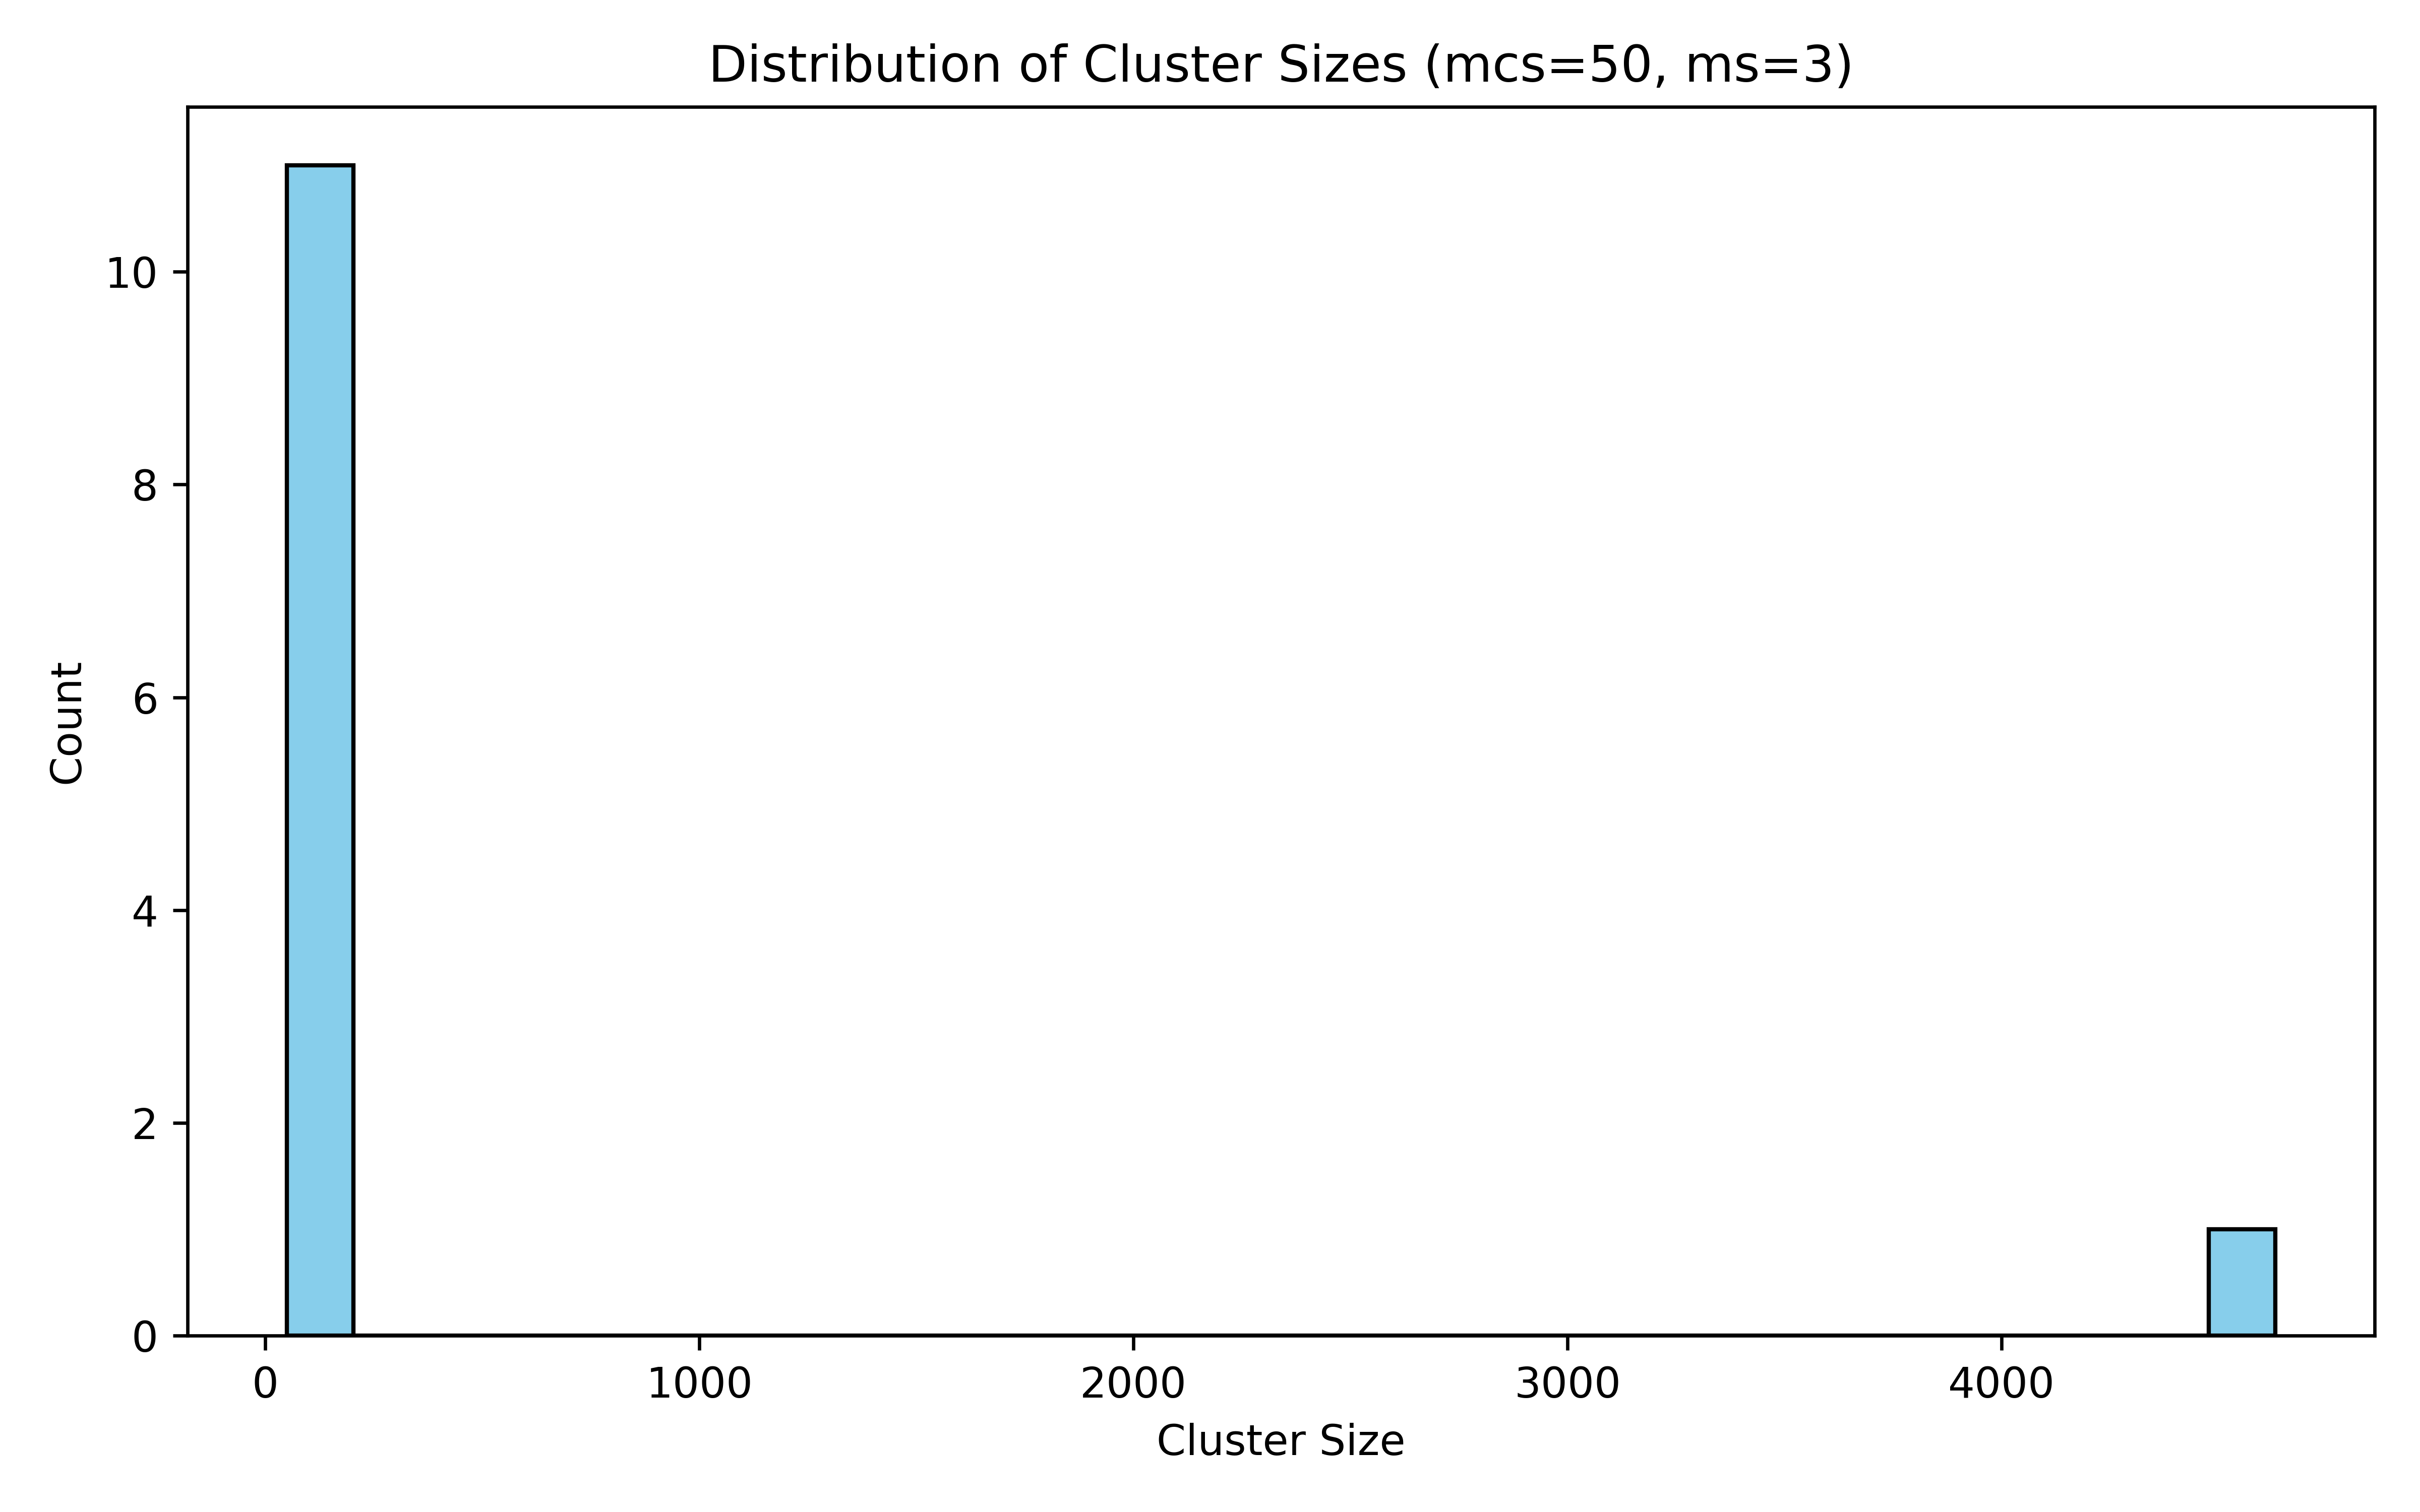 Distribution of Cluster Sizes (mcs=50, ms=3)
10
8
6
4
2
0
Count
0 1000 2000 3000 4000
Cluster Size